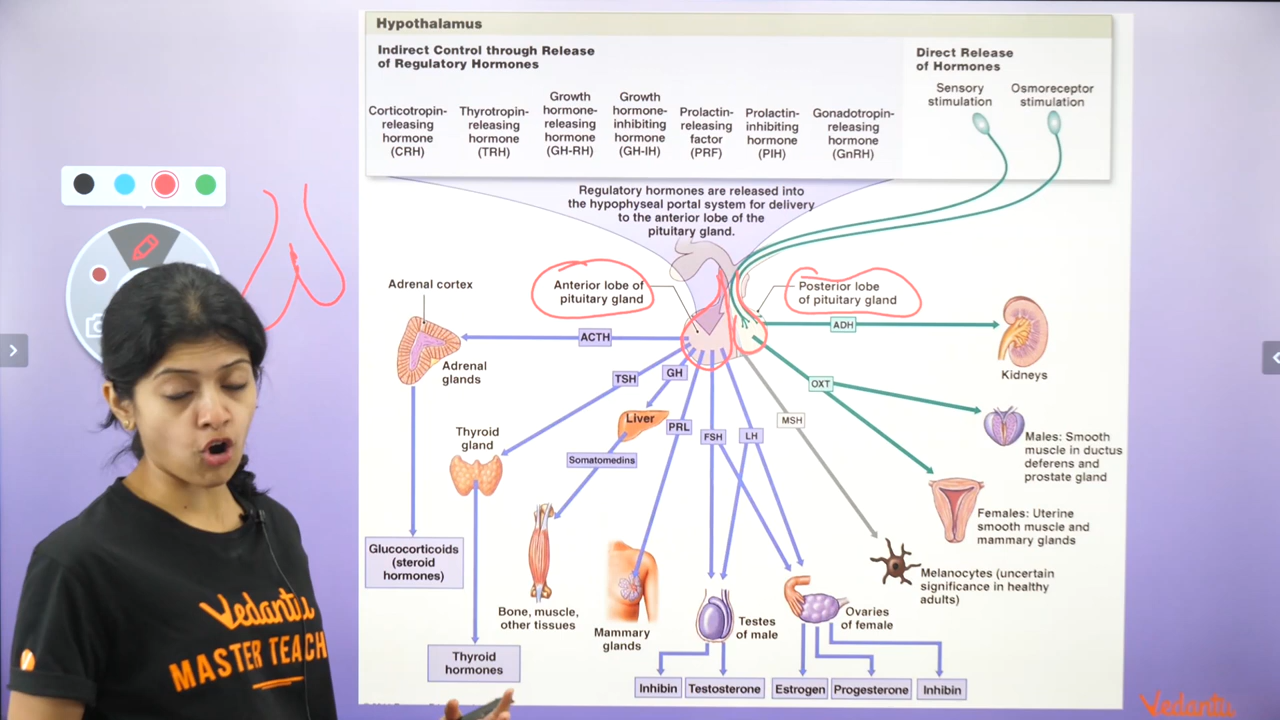 Hypothalamus
Indirect Control through Release
of Regulatory Hormones
Corticotropin-
releasing
hormone
(CRH)
Thyrotropin-
releasing
hormone
(TRH)
Growth
hormone-
releasing
hormone
(GH-RH)
Growth
hormone-
inhibiting
hormone
(GH-IH)
Prolactin-
releasing
factor
(PRF)
Prolactin-
inhibiting
hormone
(PIH)
Gonadotropin-
releasing
hormone
(GnRH)
Direct Release
of Hormones
Sensory
stimulation
Osmoreceptor
stimulation
Regulatory hormones are released into
the hypophyseal portal system for delivery
to the anterior lobe of the
pituitary gland.
Adrenal cortex
Anterior lobe of
pituitary gland
Posterior lobe
of pituitary gland
ACTH
ADH
Adrenal
glands
Kidneys
TSH
GH
OXT
Liver
PRL
FSH
LH
MSH
Thyroid
gland
Somatomedins
Males: Smooth
muscle in ductus
deferens and
prostate gland
Females: Uterine
smooth muscle and
mammary glands
Glucocorticoids
(steroid
hormones)
Melanocytes (uncertain
significance in healthy
adults)
Bone, muscle,
other tissues
Mammary
glands
Testes
of male
Ovaries
of female
Thyroid
hormones
Inhibin
Testosterone
Estrogen
Progesterone
Inhibin
Vedantu
MASTER TEACH
Vedantu